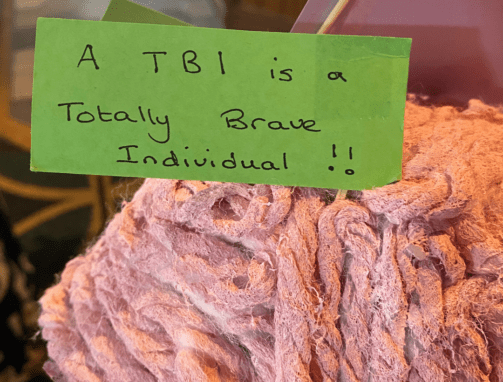 A TBI is a
Totally Brave
Individual !!